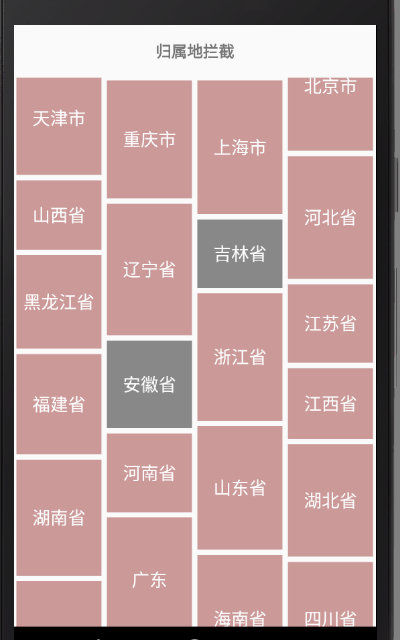 归属地拦截
天津市
重庆市
上海市
北京市
山西省
辽宁省
吉林省
河北省
黑龙江省
安徽省
浙江省
江苏省
福建省
河南省
山东省
江西省
湖南省
广东
海南省
湖北省
四川省